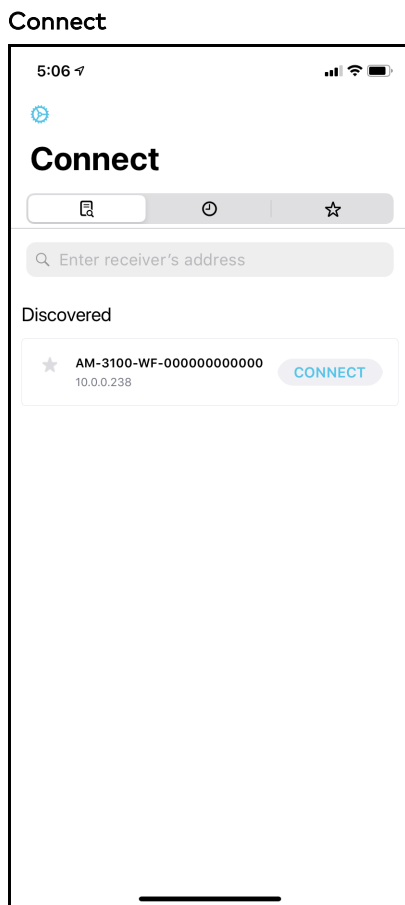 Connect
5:06
Connect
Enter receiver's address
Discovered
AM-3100-WF-000000000000
10.0.0.238
CONNECT